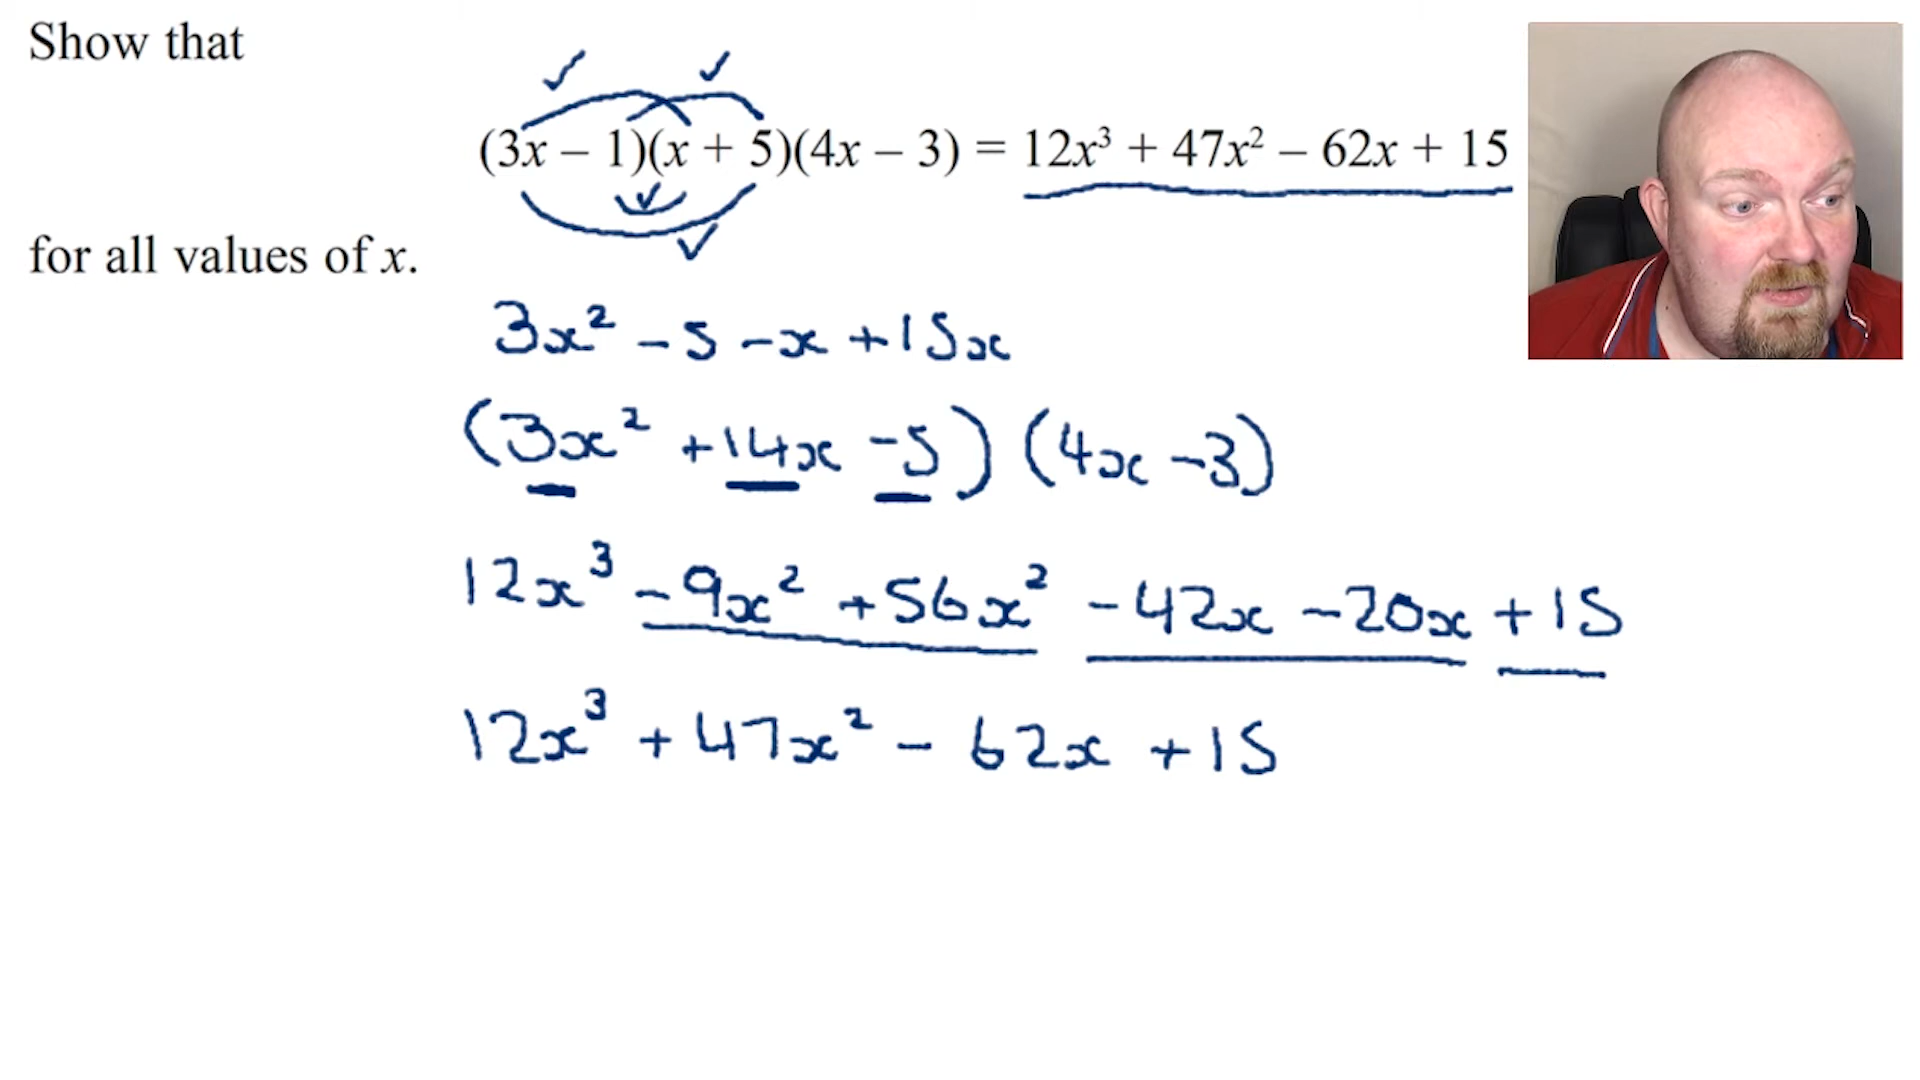 Show that
(3x – 1)(x + 5)(4x – 3) = 12x³ + 47x² – 62x + 15
for all values of x.
3x² - 5 - x + 15x
(3x² + 14x - 5) (4x - 3)
12x³ - 9x² + 56x² - 42x - 20x + 15
12x³ + 47x² - 62x + 15